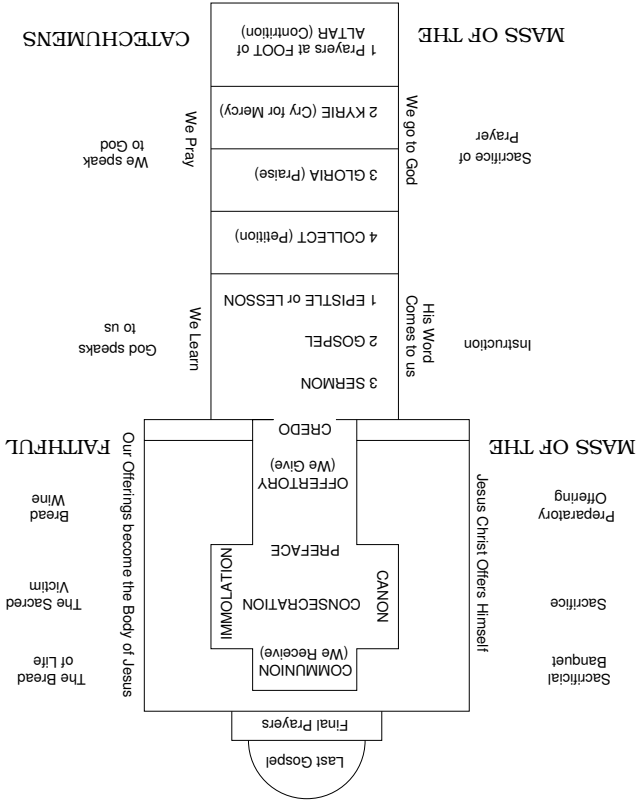 Last Gospel
Final Prayers
Sacrificial
Banquet
COMMUNION
(We Receive)
The Bread
of Life
Sacrifice
CANON
CONSECRATION
IMMOLATION
The Sacred
Victim
PREFACE
Jesus Christ Offers Himself
Our Offerings become the Body of Jesus
Preparatory
Offering
OFFERTORY
(We Give)
Bread
Wine
MASS OF THE
FAITHFUL
CREDO
3 SERMON
2 GOSPEL
1 EPISTLE or LESSON
Instruction
His Word
Comes to us
We Learn
God speaks
to us
4 COLLECT (Petition)
3 GLORIA (Praise)
Sacrifice of
Prayer
We go to God
We Pray
We speak
to God
2 KYRIE (Cry for Mercy)
1 Prayers at FOOT of
ALTAR (Contrition)
MASS OF THE
CATECHUMENS